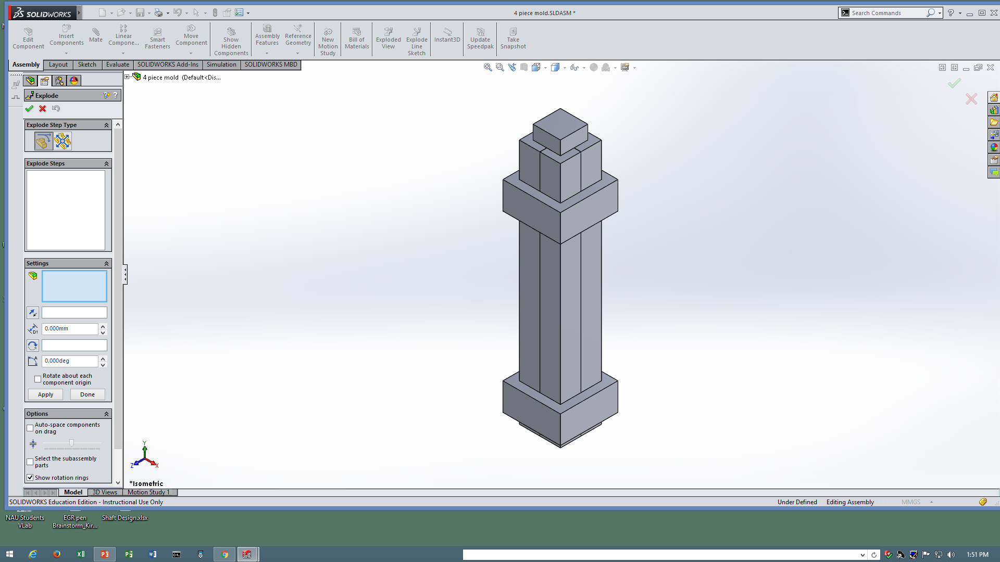 SOLIDWORKS
4 piece mold.SLDASM *
Search Commands
Edit Component
Insert Components
Mate
Linear Compone...
Smart Fasteners
Move Component
Show Hidden Components
Assembly Features
Reference Geometry
New Motion Study
Bill of Materials
Exploded View
Explode Line Sketch
Instant3D
Update Speedpak
Take Snapshot
Assembly
Layout
Sketch
Evaluate
SOLIDWORKS Add-Ins
Simulation
SOLIDWORKS MBD
4 piece mold (Default<Dis...
Explode
Explode Step Type
Explode Steps
Settings
D1
0.000mm
A
0.000deg
Rotate about each
component origin
Apply
Done
Options
Auto-space components
on drag
Select the subassembly
parts
Show rotation rings
Y
Z
X
*Isometric
Model
3D Views
Motion Study 1
SOLIDWORKS Education Edition - Instructional Use Only
Under Defined
Editing Assembly
MMGS
NAU Students
VLab
EGR pen
Brainstorm_Kir...
Shaft Design.xlsx
1:51 PM